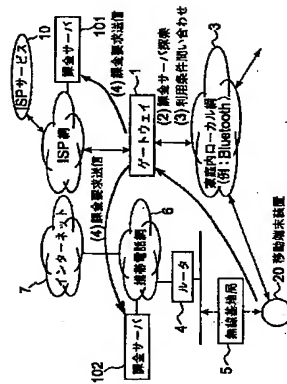 ISPサービス
10
課金サーバ
101
(4)課金要求送信
ISP網
1
ゲートウェイ
(2)課金サーバ探索
(3)利用条件問い合わせ
3
家庭内ローカル網
(例：Bluetooth)
(4)課金要求送信
インターネット
7
6
携帯電話網
102
課金サーバ
4
ルータ
5
無線基地局
20 移動端末装置